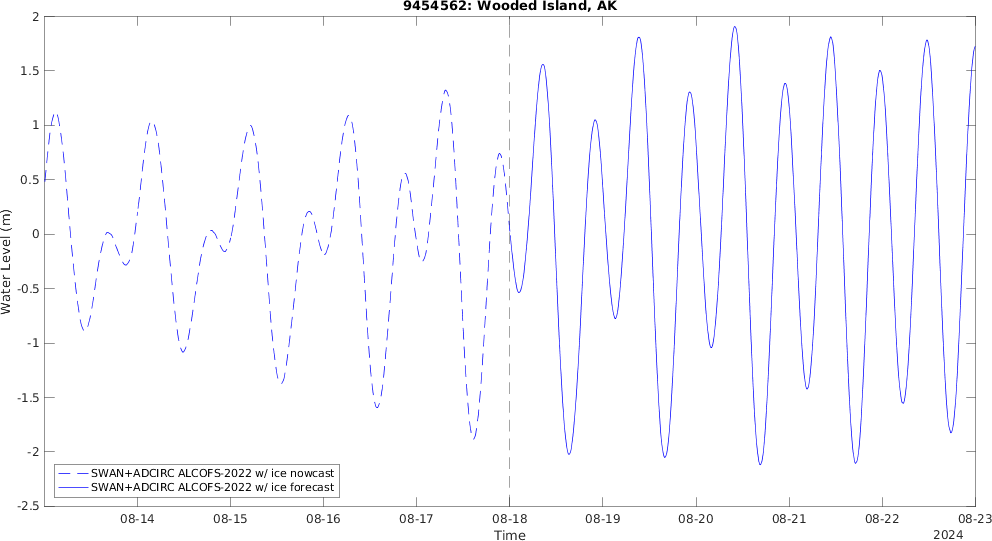 9454562: Wooded Island, AK
2
1.5
1
0.5
0
-0.5
-1
-1.5
-2
-2.5
Water Level (m)
SWAN+ADCIRC ALCOFS-2022 w/ ice nowcast
SWAN+ADCIRC ALCOFS-2022 w/ ice forecast
08-14 08-15 08-16 08-17 08-18 08-19 08-20 08-21 08-22 08-23
Time
2024